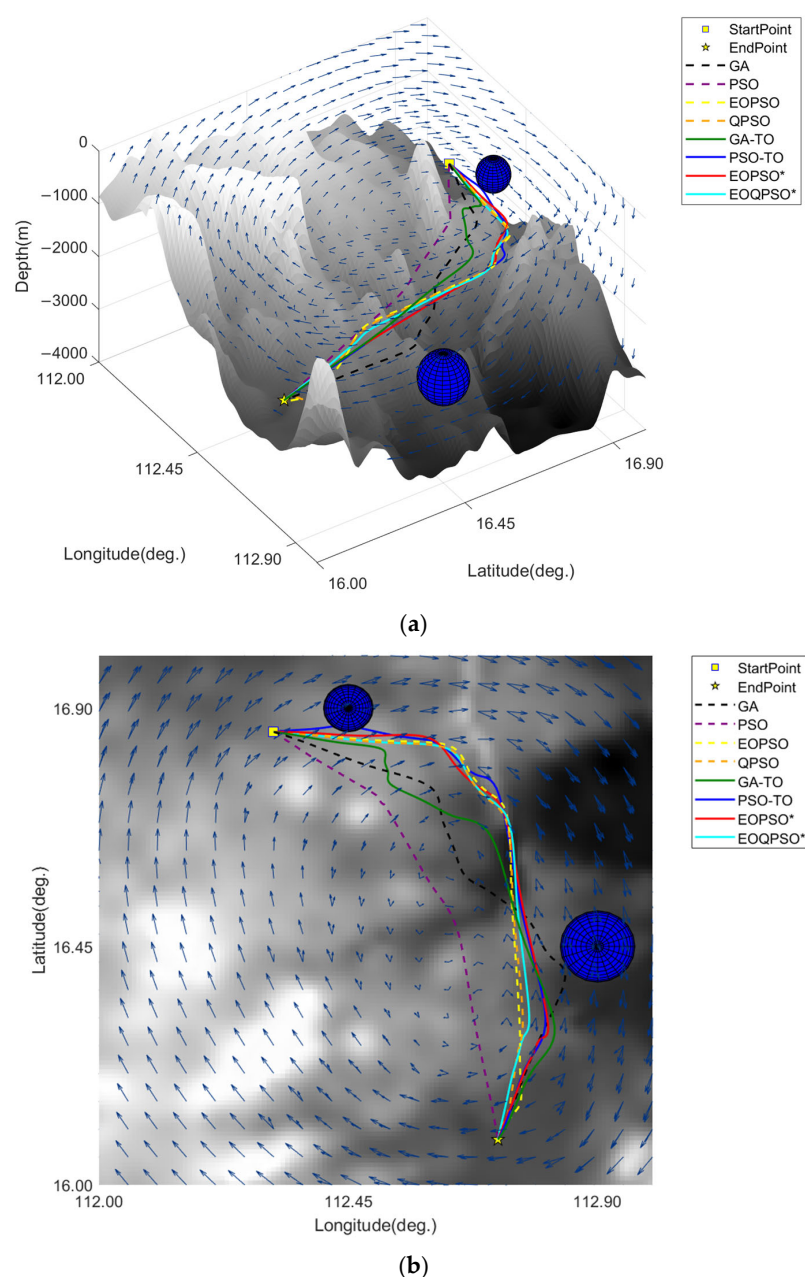 StartPoint
EndPoint
GA
PSO
EOPSO
QPSO
GA-TO
PSO-TO
EOPSO*
EOQPSO*
0
−1000
−2000
−3000
−4000
Depth(m)
112.00
112.45
112.90
Longitude(deg.)
16.00
16.45
16.90
Latitude(deg.)
(a)
StartPoint
EndPoint
GA
PSO
EOPSO
QPSO
GA-TO
PSO-TO
EOPSO*
EOQPSO*
16.90
16.45
16.00
Latitude(deg.)
112.00 112.45 112.90
Longitude(deg.)
(b)